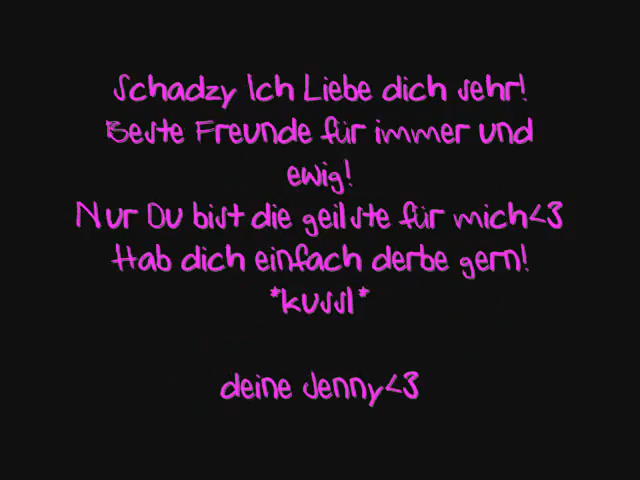 Schadzy Ich Liebe dich sehr!
Beste Freunde für immer und
ewig!
Nur Du bist die geilste für mich<3
Hab dich einfach derbe gern!
*kussl*
deine Jenny<3